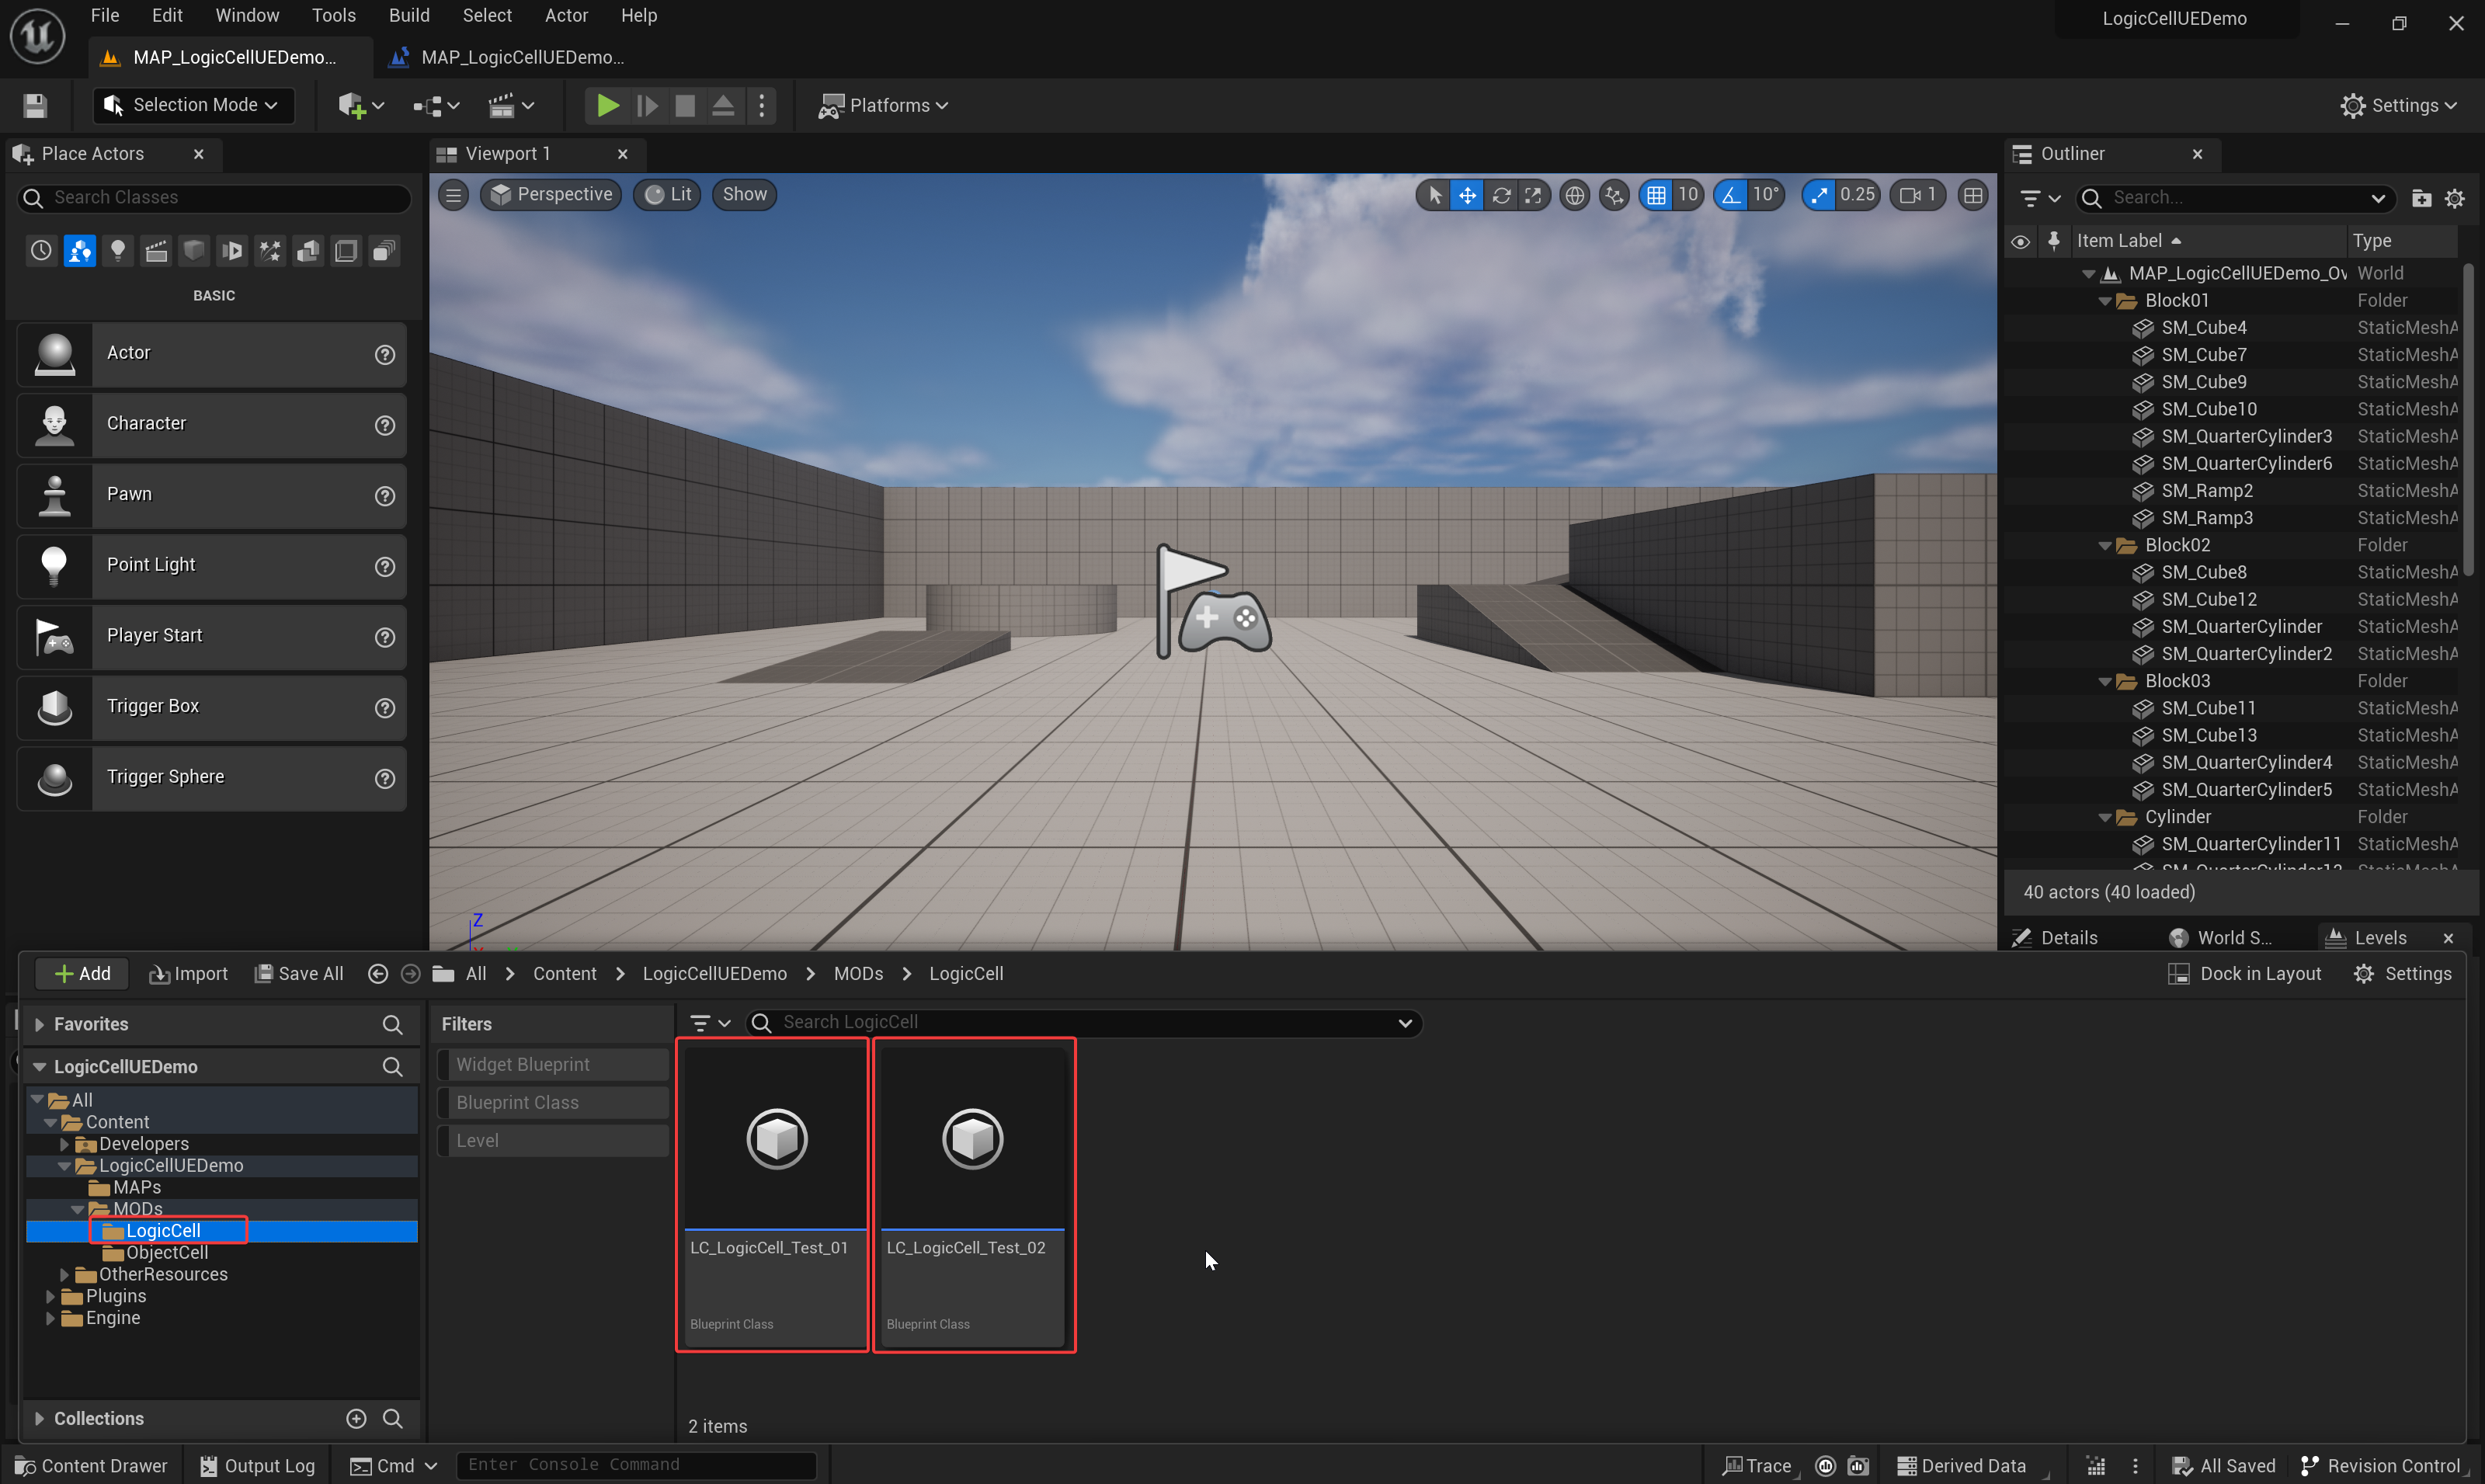 File Edit Window Tools Build Select Actor Help
LogicCellUEDemo
MAP_LogicCellUEDemo...
MAP_LogicCellUEDemo...
Selection Mode
Platforms
Settings
Place Actors
Search Classes
BASIC
Actor
Character
Pawn
Point Light
Player Start
Trigger Box
Trigger Sphere
Viewport 1
Perspective
Lit
Show
10
10°
0.25
1
Z
Outliner
Search...
Item Label Type
MAP_LogicCellUEDemo_Ov World
Block01 Folder
SM_Cube4 StaticMeshA
SM_Cube7 StaticMeshA
SM_Cube9 StaticMeshA
SM_Cube10 StaticMeshA
SM_QuarterCylinder3 StaticMeshA
SM_QuarterCylinder6 StaticMeshA
SM_Ramp2 StaticMeshA
SM_Ramp3 StaticMeshA
Block02 Folder
SM_Cube8 StaticMeshA
SM_Cube12 StaticMeshA
SM_QuarterCylinder StaticMeshA
SM_QuarterCylinder2 StaticMeshA
Block03 Folder
SM_Cube11 StaticMeshA
SM_Cube13 StaticMeshA
SM_QuarterCylinder4 StaticMeshA
SM_QuarterCylinder5 StaticMeshA
Cylinder Folder
SM_QuarterCylinder11 StaticMeshA
40 actors (40 loaded)
Details
World S...
Levels
Add
Import
Save All
All > Content > LogicCellUEDemo > MODs > LogicCell
Dock in Layout
Settings
Favorites
LogicCellUEDemo
All
Content
Developers
LogicCellUEDemo
MAPs
MODs
LogicCell
ObjectCell
OtherResources
Plugins
Engine
Collections
Filters
Widget Blueprint
Blueprint Class
Level
Search LogicCell
LC_LogicCell_Test_01
Blueprint Class
LC_LogicCell_Test_02
Blueprint Class
2 items
Content Drawer
Output Log
Cmd
Enter Console Command
Trace
Derived Data
All Saved
Revision Control